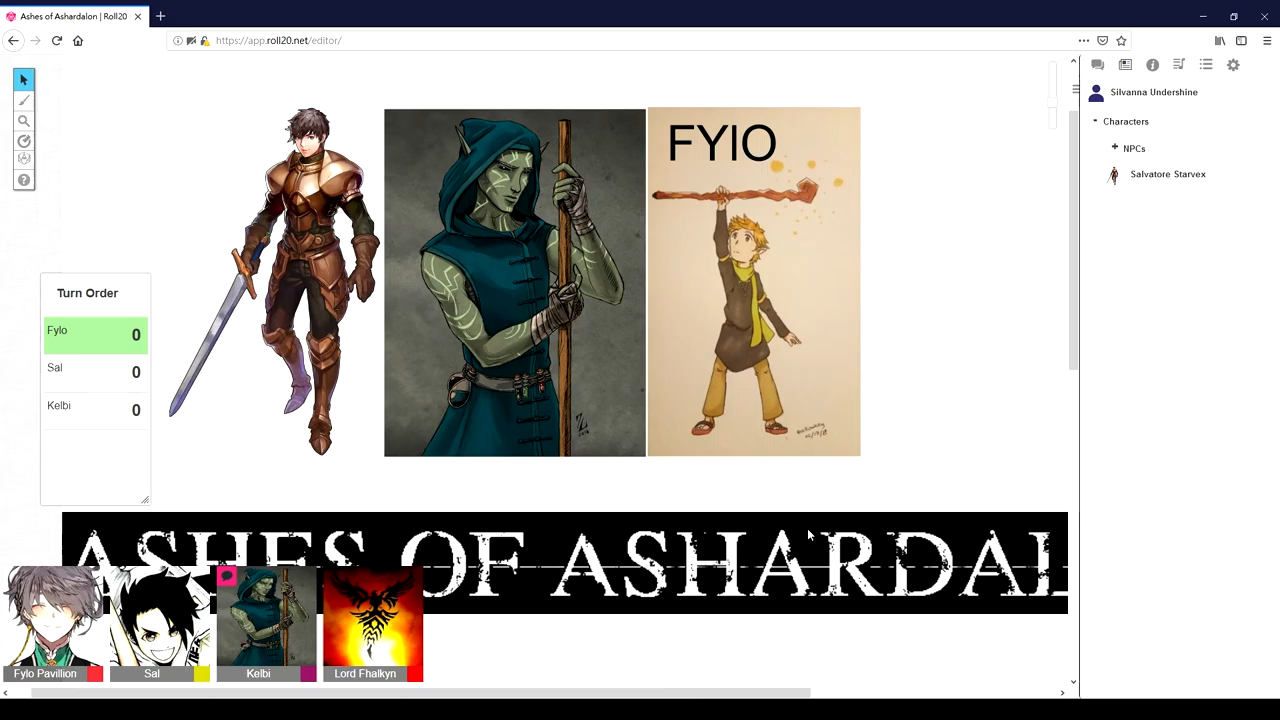 Ashes of Ashardalon | Roll20
https://app.roll20.net/editor/
Silvanna Undershine
Characters
NPCs
Salvatore Starvex
FYlO
Turn Order
Fylo 0
Sal 0
Kelbi 0
ASHES OF ASHARDAL
Fylo Pavillion
Sal
Kelbi
Lord Fhalkyn